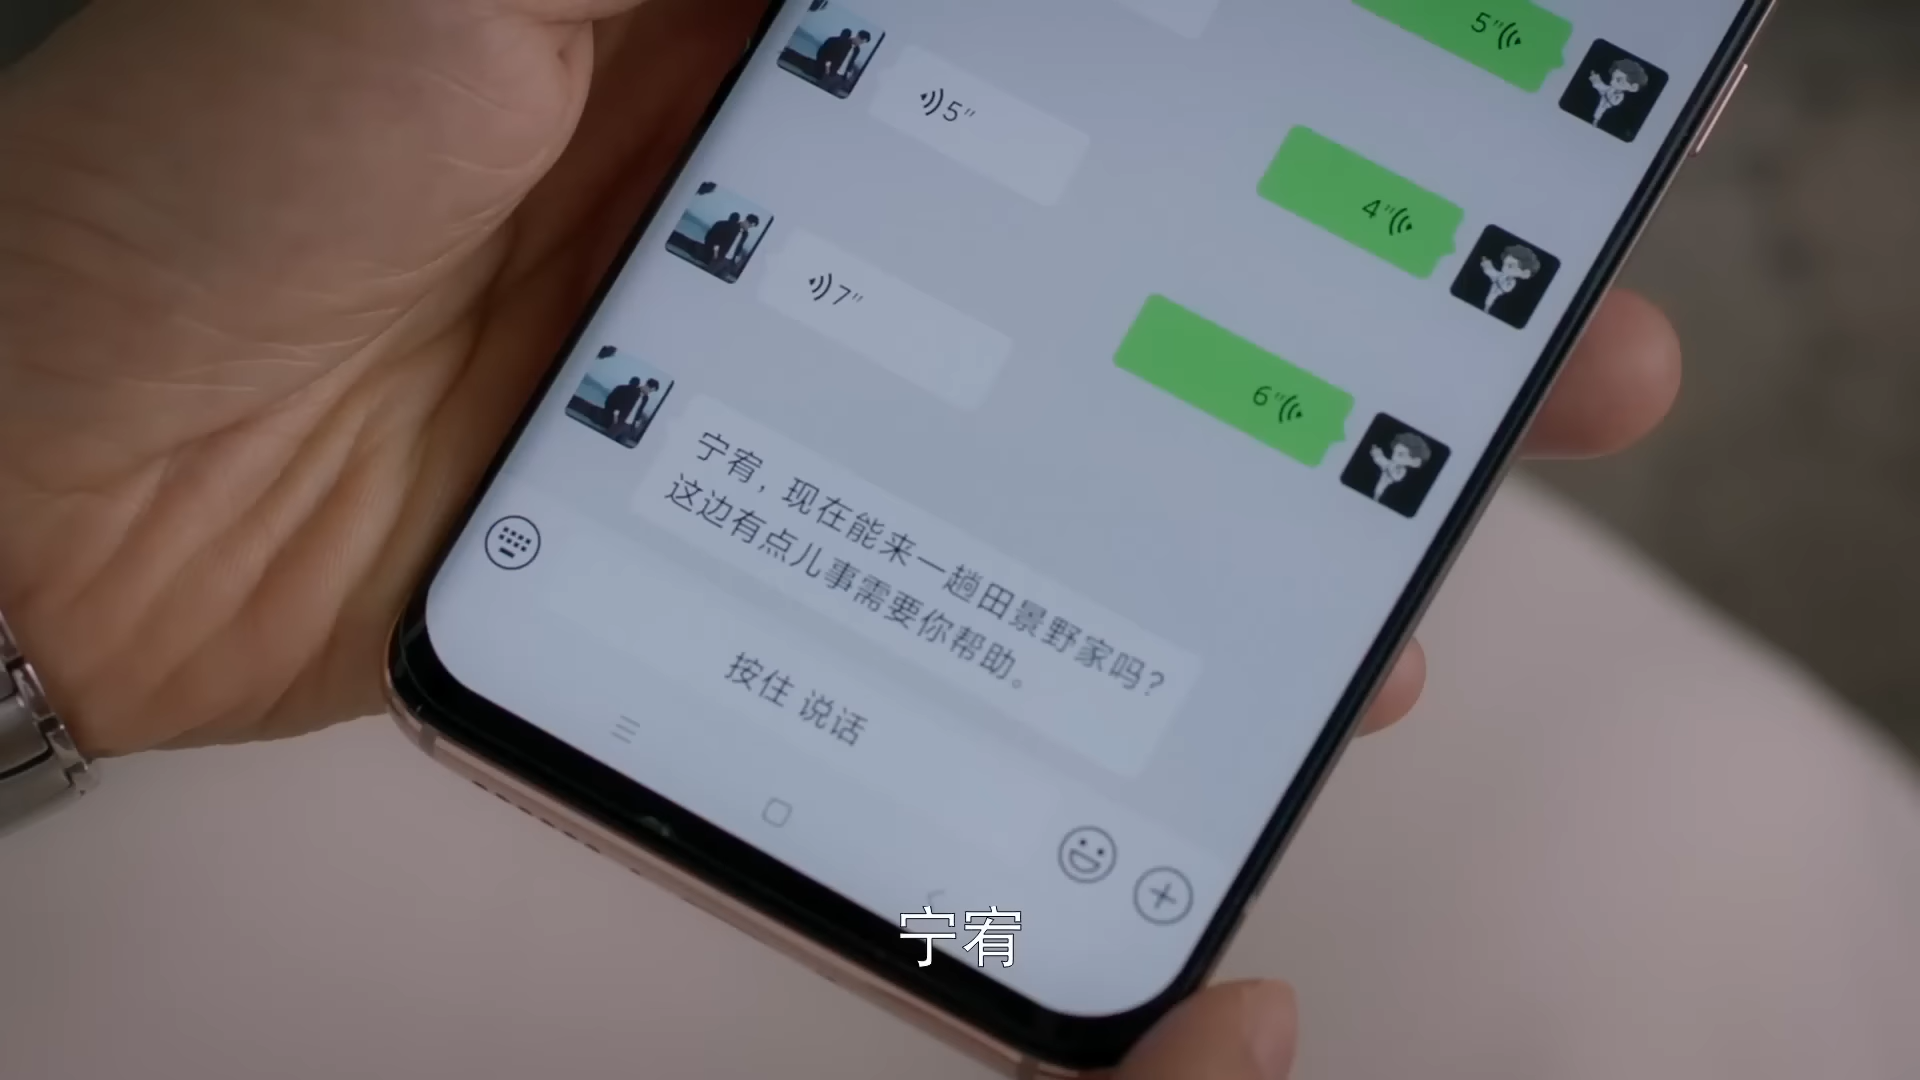 5"
5"
4"
7"
6"
宁宥，现在能来一趟田景野家吗？
这边有点儿事需要你帮助。
按住 说话
宁宥